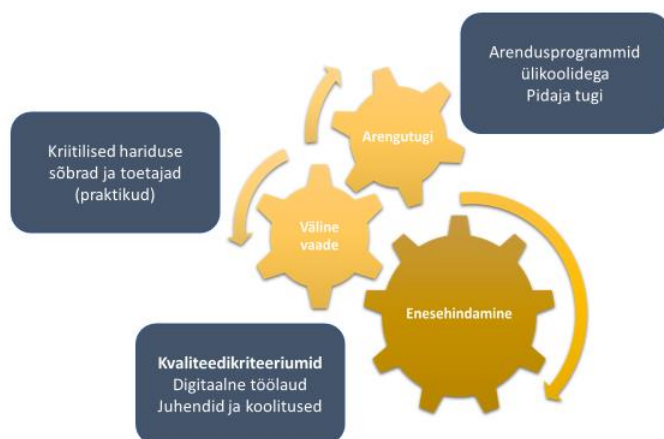 Arendusprogrammid
ülikoolidega
Pidaja tugi
Arengutugi
Kriitilised hariduse
sõbrad ja toetajad
(praktikud)
Väline
vaade
Enesehindamine
Kvaliteedikriteeriumid
Digitaalne töölaud
Juhendid ja koolitused